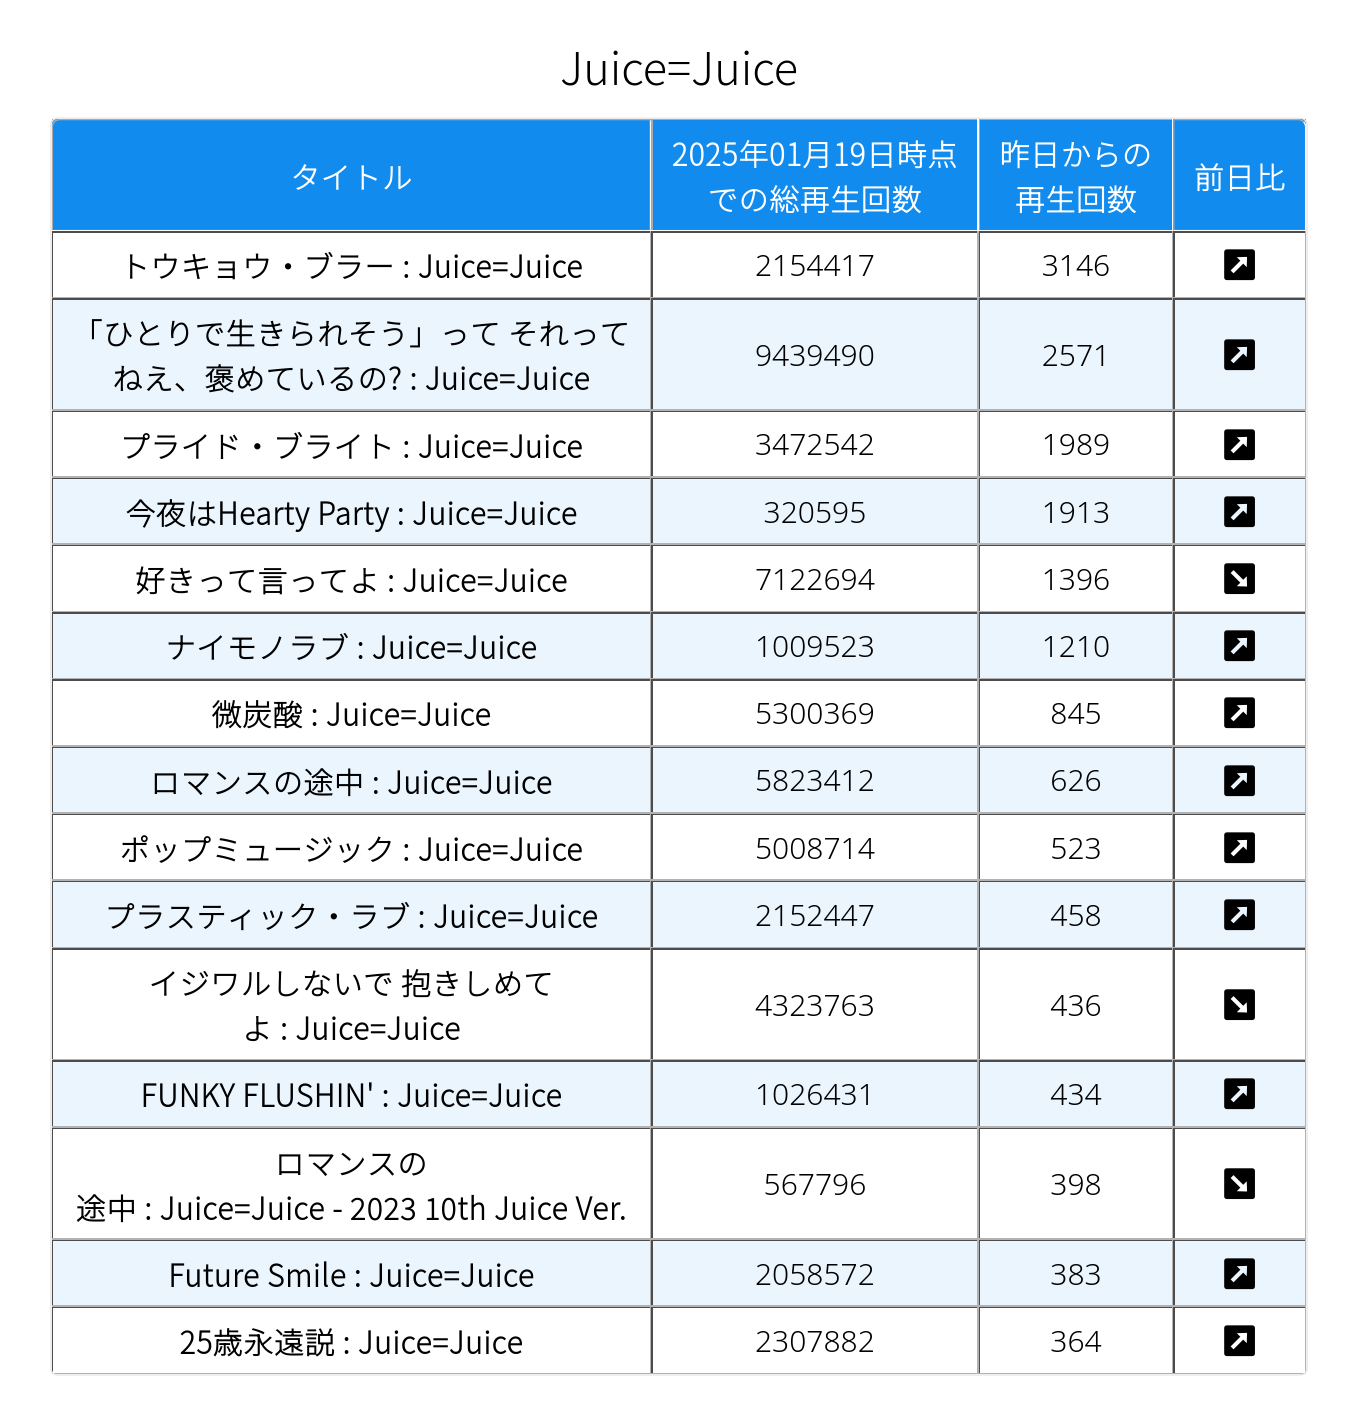 Juice=Juice
タイトル
2025年01月19日時点
での総再生回数
昨日からの
再生回数
前日比
トウキョウ・ブラー : Juice=Juice
2154417
3146
「ひとりで生きられそう」って それって
ねえ、褒めているの? : Juice=Juice
9439490
2571
プライド・ブライト : Juice=Juice
3472542
1989
今夜はHearty Party : Juice=Juice
320595
1913
好きって言ってよ : Juice=Juice
7122694
1396
ナイモノラブ : Juice=Juice
1009523
1210
微炭酸 : Juice=Juice
5300369
845
ロマンスの途中 : Juice=Juice
5823412
626
ポップミュージック : Juice=Juice
5008714
523
プラスティック・ラブ : Juice=Juice
2152447
458
イジワルしないで 抱きしめて
よ : Juice=Juice
4323763
436
FUNKY FLUSHIN' : Juice=Juice
1026431
434
ロマンスの
途中 : Juice=Juice - 2023 10th Juice Ver.
567796
398
Future Smile : Juice=Juice
2058572
383
25歳永遠説 : Juice=Juice
2307882
364